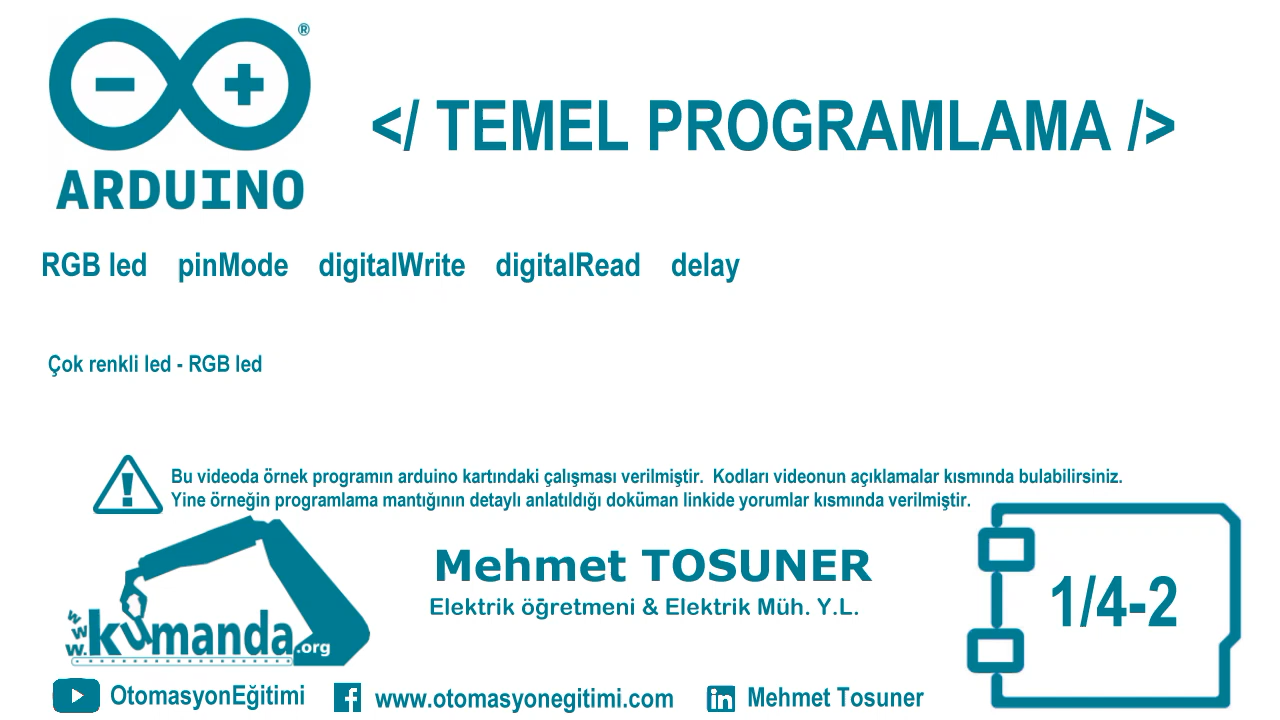 ®
ARDUINO
</ TEMEL PROGRAMLAMA />
RGB led pinMode digitalWrite digitalRead delay
Çok renkli led - RGB led
Bu videoda örnek programın arduino kartındaki çalışması verilmiştir. Kodları videonun açıklamalar kısmında bulabilirsiniz.
Yine örneğin programlama mantığının detaylı anlatıldığı doküman linkide yorumlar kısmında verilmiştir.
Mehmet TOSUNER
Elektrik öğretmeni & Elektrik Müh. Y.L.
www.kumanda.org
1/4-2
OtomasyonEğitimi www.otomasyonegitimi.com Mehmet Tosuner